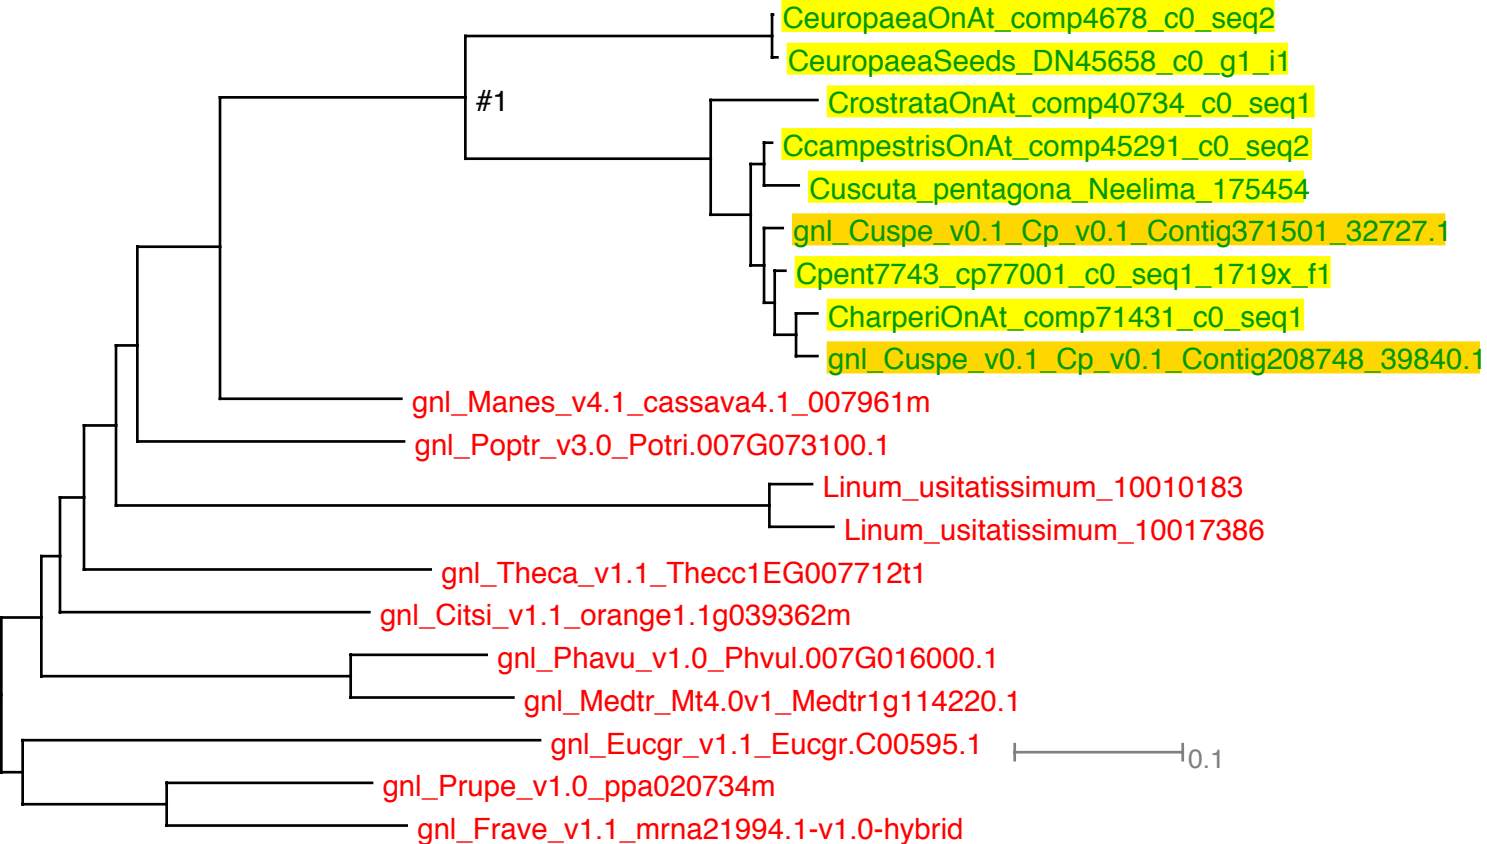 CeuropaeaOnAt_comp4678_c0_seq2
CeuropaeaSeeds_DN45658_c0_g1_i1
#1
CrostrataOnAt_comp40734_c0_seq1
CcampestrisOnAt_comp45291_c0_seq2
Cuscuta_pentagona_Neelima_175454
gnl_Cuspe_v0.1_Cp_v0.1_Contig371501_32727.1
Cpent7743_cp77001_c0_seq1_1719x_f1
CharperiOnAt_comp71431_c0_seq1
gnl_Cuspe_v0.1_Cp_v0.1_Contig208748_39840.1
gnl_Manes_v4.1_cassava4.1_007961m
gnl_Poptr_v3.0_Potri.007G073100.1
Linum_usitatissimum_10010183
Linum_usitatissimum_10017386
gnl_Theca_v1.1_Thecc1EG007712t1
gnl_Citsi_v1.1_orange1.1g039362m
gnl_Phavu_v1.0_Phvul.007G016000.1
gnl_Medtr_Mt4.0v1_Medtr1g114220.1
gnl_Eucgr_v1.1_Eucgr.C00595.1
0.1
gnl_Prupe_v1.0_ppa020734m
gnl_Frave_v1.1_mrna21994.1-v1.0-hybrid